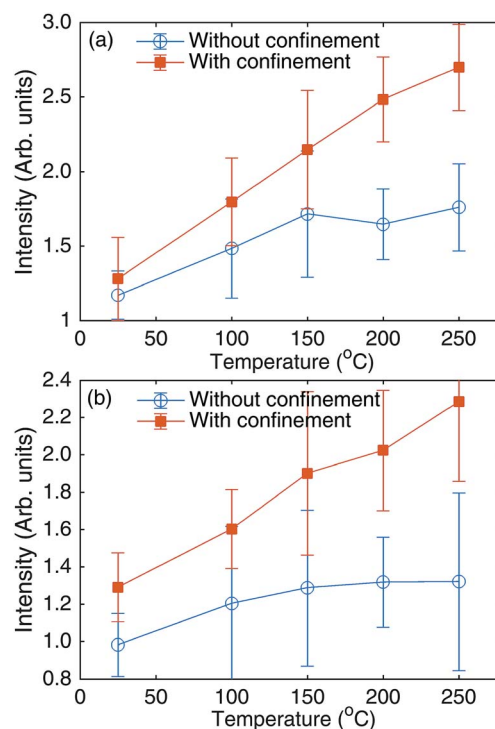 (a)
Without confinement
With confinement
Intensity (Arb. units)
3.0
2.5
2.0
1.5
1
0 50 100 150 200 250
Temperature (°C)
(b)
Without confinement
With confinement
Intensity (Arb. units)
2.4
2.2
2.0
1.8
1.6
1.4
1.2
1.0
0.8
0 50 100 150 200 250
Temperature (°C)